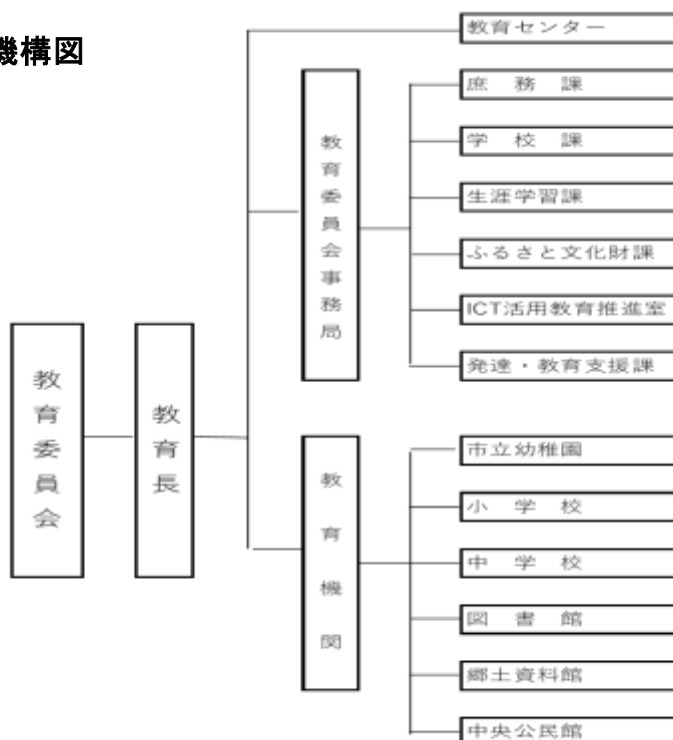 機構図
教育委員会
教育長
教育センター
教育委員会事務局
庶務課
学校課
生涯学習課
ふるさと文化財課
ICT活用教育推進室
発達・教育支援課
教育機関
市立幼稚園
小学校
中学校
図書館
郷土資料館
中央公民館